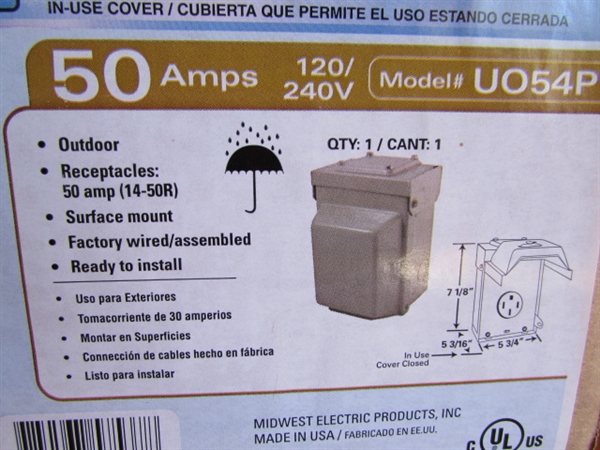 IN-USE COVER / CUBIERTA QUE PERMITE EL USO ESTANDO CERRADA
50 Amps 120/240V Model# UO54P
• Outdoor
• Receptacles:
50 amp (14-50R)
• Surface mount
• Factory wired/assembled
• Ready to install
• Uso para Exteriores
• Tomacorriente de 30 amperios
• Montar en Superficies
• Conección de cables hecho en fábrica
• Listo para instalar
QTY: 1 / CANT: 1
7 1/8"
5 3/16"
5 3/4"
In Use
Cover Closed
MIDWEST ELECTRIC PRODUCTS, INC
MADE IN USA / FABRICADO EN EE.UU.
C UL US